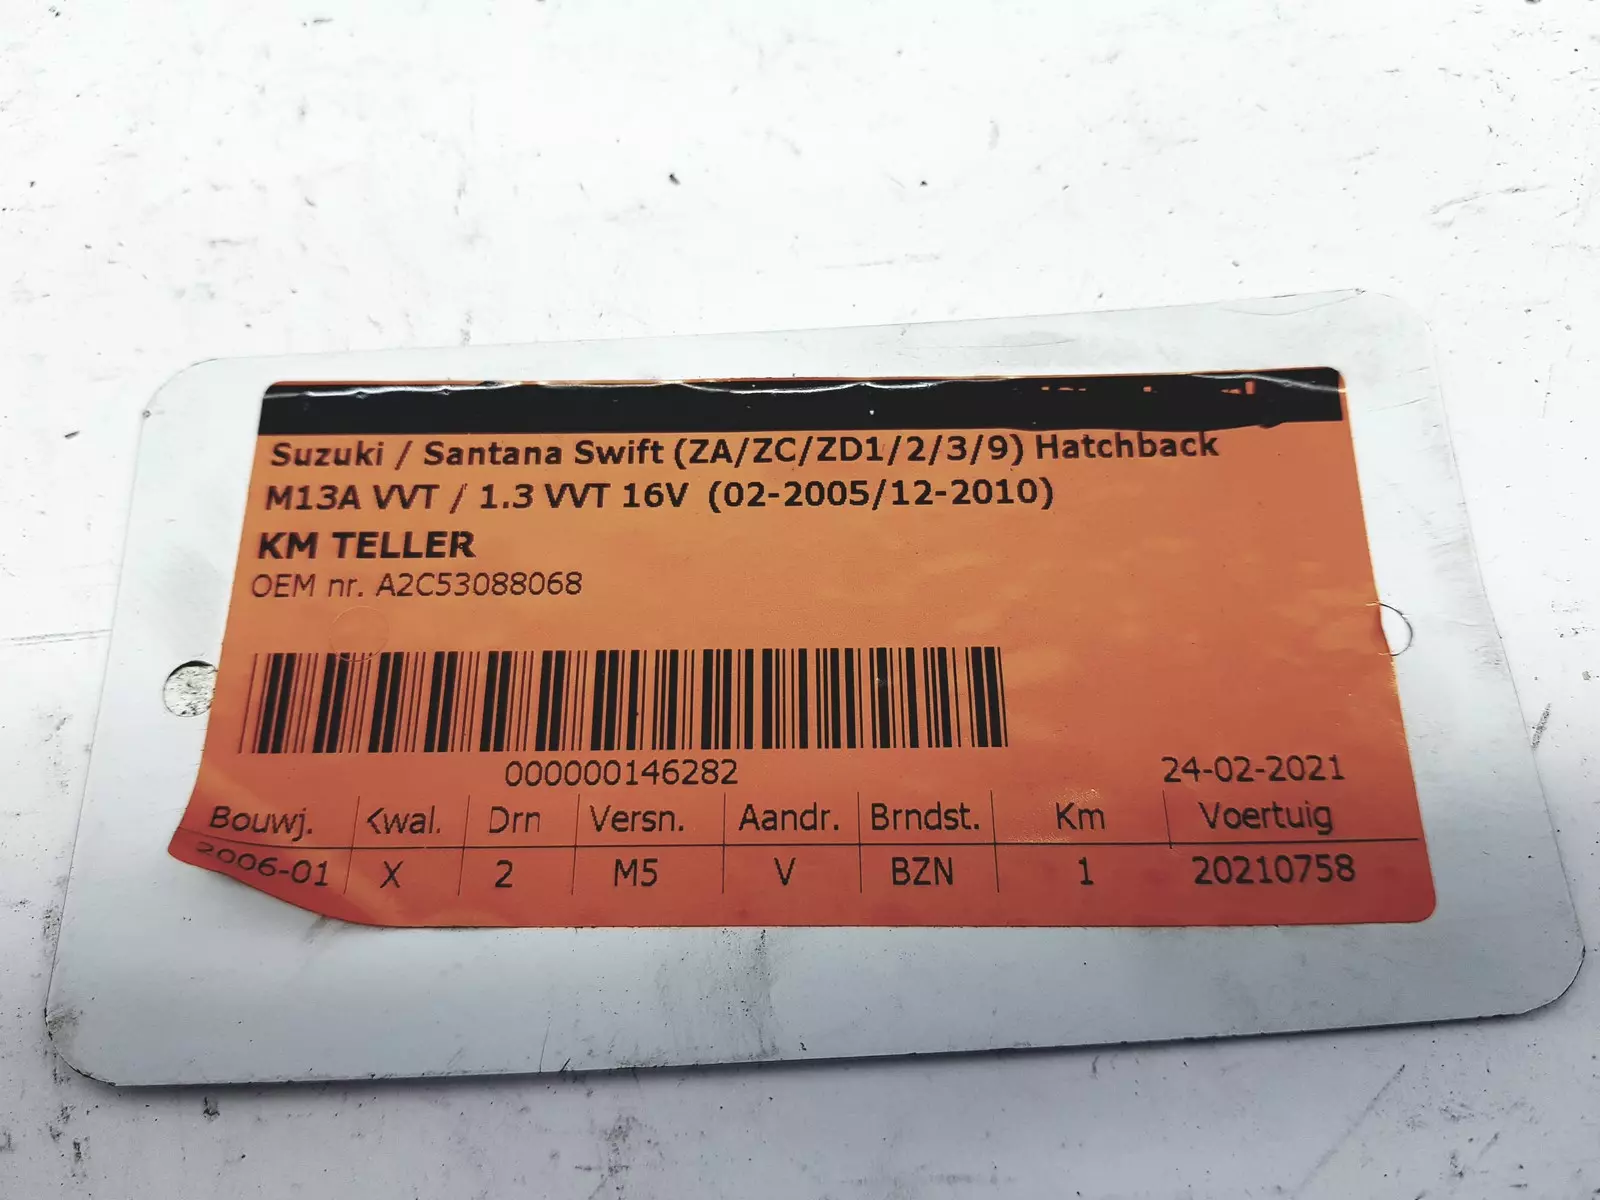 Suzuki / Santana Swift (ZA/ZC/ZD1/2/3/9) Hatchback
M13A VVT / 1.3 VVT 16V (02-2005/12-2010)
KM TELLER
OEM nr. A2C53088068
000000146282
24-02-2021
Bouwj. Kwal. Drn Versn. Aandr. Brndst. Km Voertuig
2006-01 X 2 M5 V BZN 1 20210758